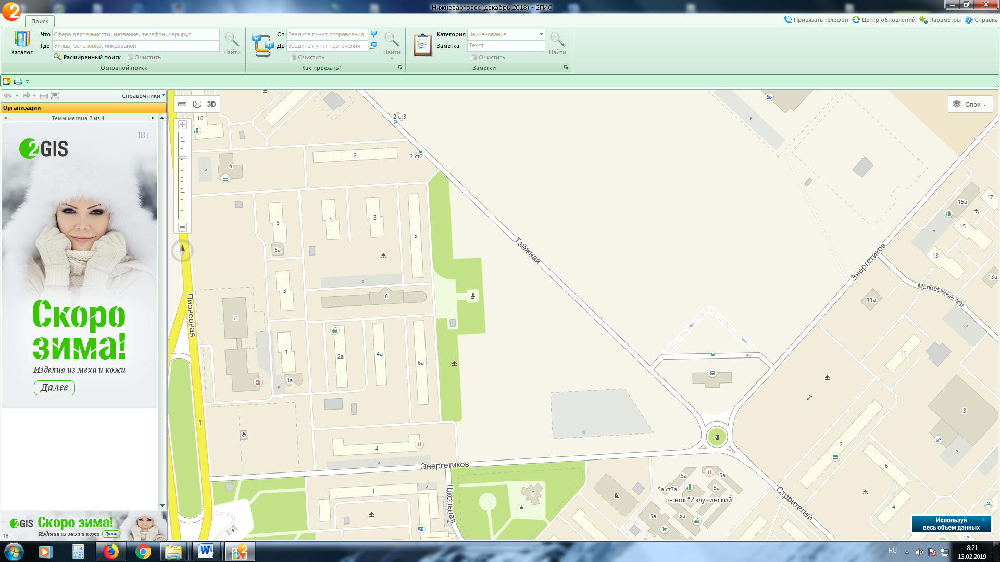 Нижневартовск (декабрь 2018) - 2ГИС
Поиск
Привязать телефон
Центр обновлений
Параметры
Справка
Каталог
Что
Сфера деятельности, название, телефон, маршрут
Где
Улица, остановка, микрорайон
Расширенный поиск
Очистить
Найти
Основной поиск
От
Введите пункт отправления
До
Введите пункт назначения
Очистить
Найти
Как проехать?
Категория
Наименование
Заметка
Текст
Очистить
Найти
Заметки
Справочники
Организации
Темы месяца 2 из 4
18+
2GIS
Скоро
зима!
Изделия из меха и кожи
Далее
2GIS
Скоро зима!
Изделия из меха и кожи
Далее
18+
3D
Слои
10
2 ст3
2 ст2
2
6
P
P
5
1
3
5
5а
3
6
P
2
1
2а
4а
6а
1а
P
4
P
Таёжная
Пионерная
Энергетиков
Энергетиков
Школьная
Строителей
Молодёжный пер
15а
17
15
13
13а
P
11а
P
11
3
P
2
6
4
12
1
P
P
3
1а
5а
5а
5а ст7а
5а
рынок "Излучинский"
5а
5а
Используй
18+
весь объем данных
RU
8:21
13.02.2019